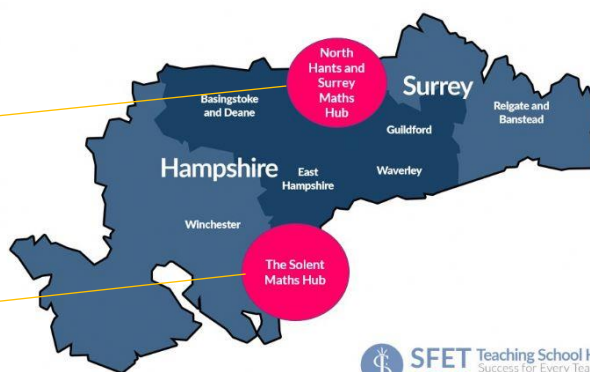 North
Hants and
Surrey
Maths
Hub
Surrey
Basingstoke
and Deane
Reigate and
Banstead
Guildford
Hampshire
East
Hampshire
Waverley
Winchester
The Solent
Maths Hub
SFET Teaching School
Success for Every